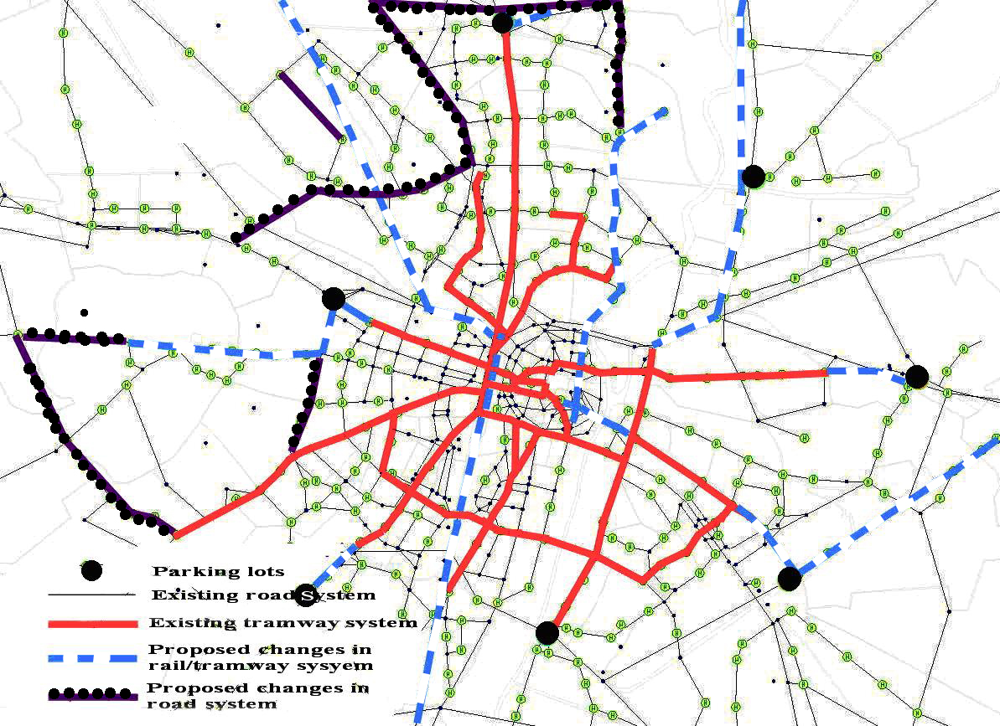 Parking lots
Existing road System
Existing tramway system
Proposed changes in
rail/tramway sysyem
Proposed changes in
road system